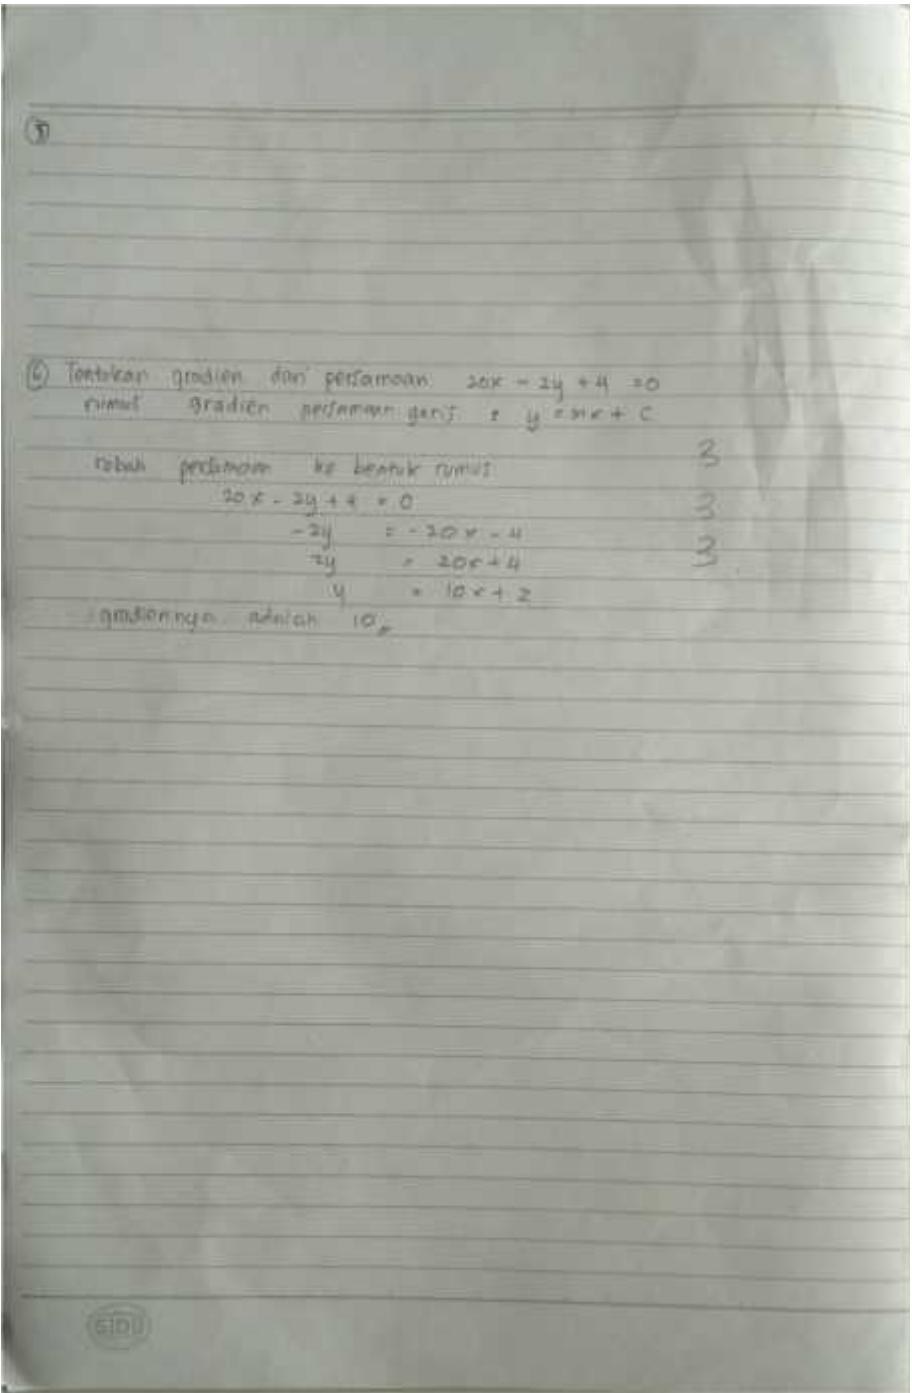 ⑤
⑥ Tentukan gradien dari persamaan 20x - 2y + 4 = 0
rumus gradien persamaan garis : y = mx + c
robah persamaan ke bentuk rumus
3
20x - 2y + 4 = 0
3
-2y = -20x - 4
2y = 20x + 4
3
y = 10x + 2
gradiennya adalah 10
SIDU